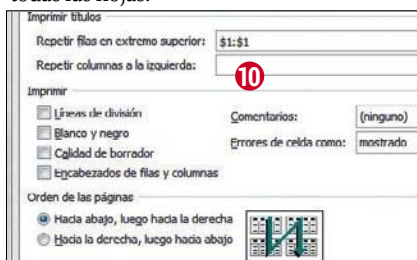 todas las hojas.
Imprimir títulos
Repetir filas en extremo superior: $1:$1
Repetir columnas a la izquierda:
10
Imprimir
Líneas de división
Blanco y negro
Calidad de borrador
Encabezados de filas y columnas
Comentarios: (ninguno)
Errores de celda como: mostrado
Orden de las páginas
Hacia abajo, luego hacia la derecha
Hacia la derecha, luego hacia abajo